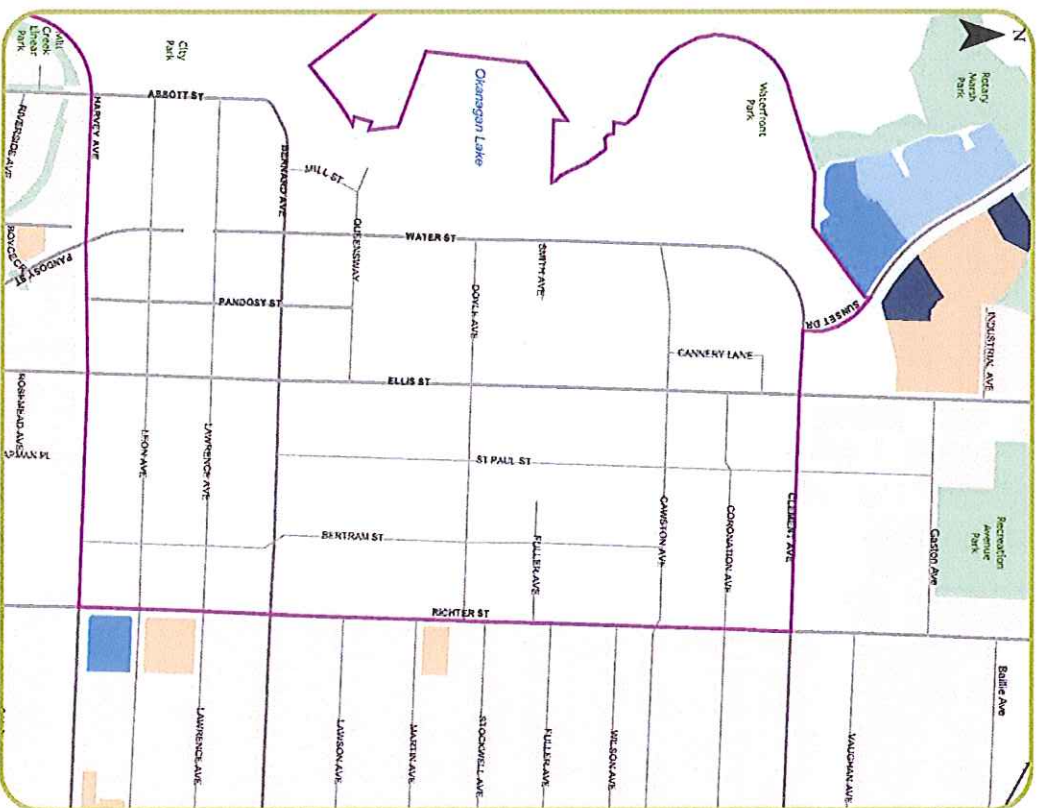 N
Rotary
Marsh
Park
Waterfront
Park
Okanagan Lake
City
Park
Mill
Creek
Linear
Park
SUNSET DR
INDUSTRIAL AVE
Recreation
Avenue
Park
Gaston Ave
Baillie Ave
VAUGHAN AVE
CLEMENT AVE
CORONATION AVE
CANNERY LANE
CAWSTON AVE
WILSON AVE
SMITH AVE
FULLER AVE
FULLER AVE
STOCKWELL AVE
DOYLE AVE
MARTIN AVE
LAWSON AVE
QUEENSWAY
MILL ST
BERNARD AVE
LAWRENCE AVE
LAWRENCE AVE
LEON AVE
HARVEY AVE
ABBOTT ST
WATER ST
PANDOSY ST
ELLIS ST
ST PAUL ST
BERTRAM ST
RICHTER ST
RIVERSIDE AVE
PANDOSY ST
ROSEMEAD AVE